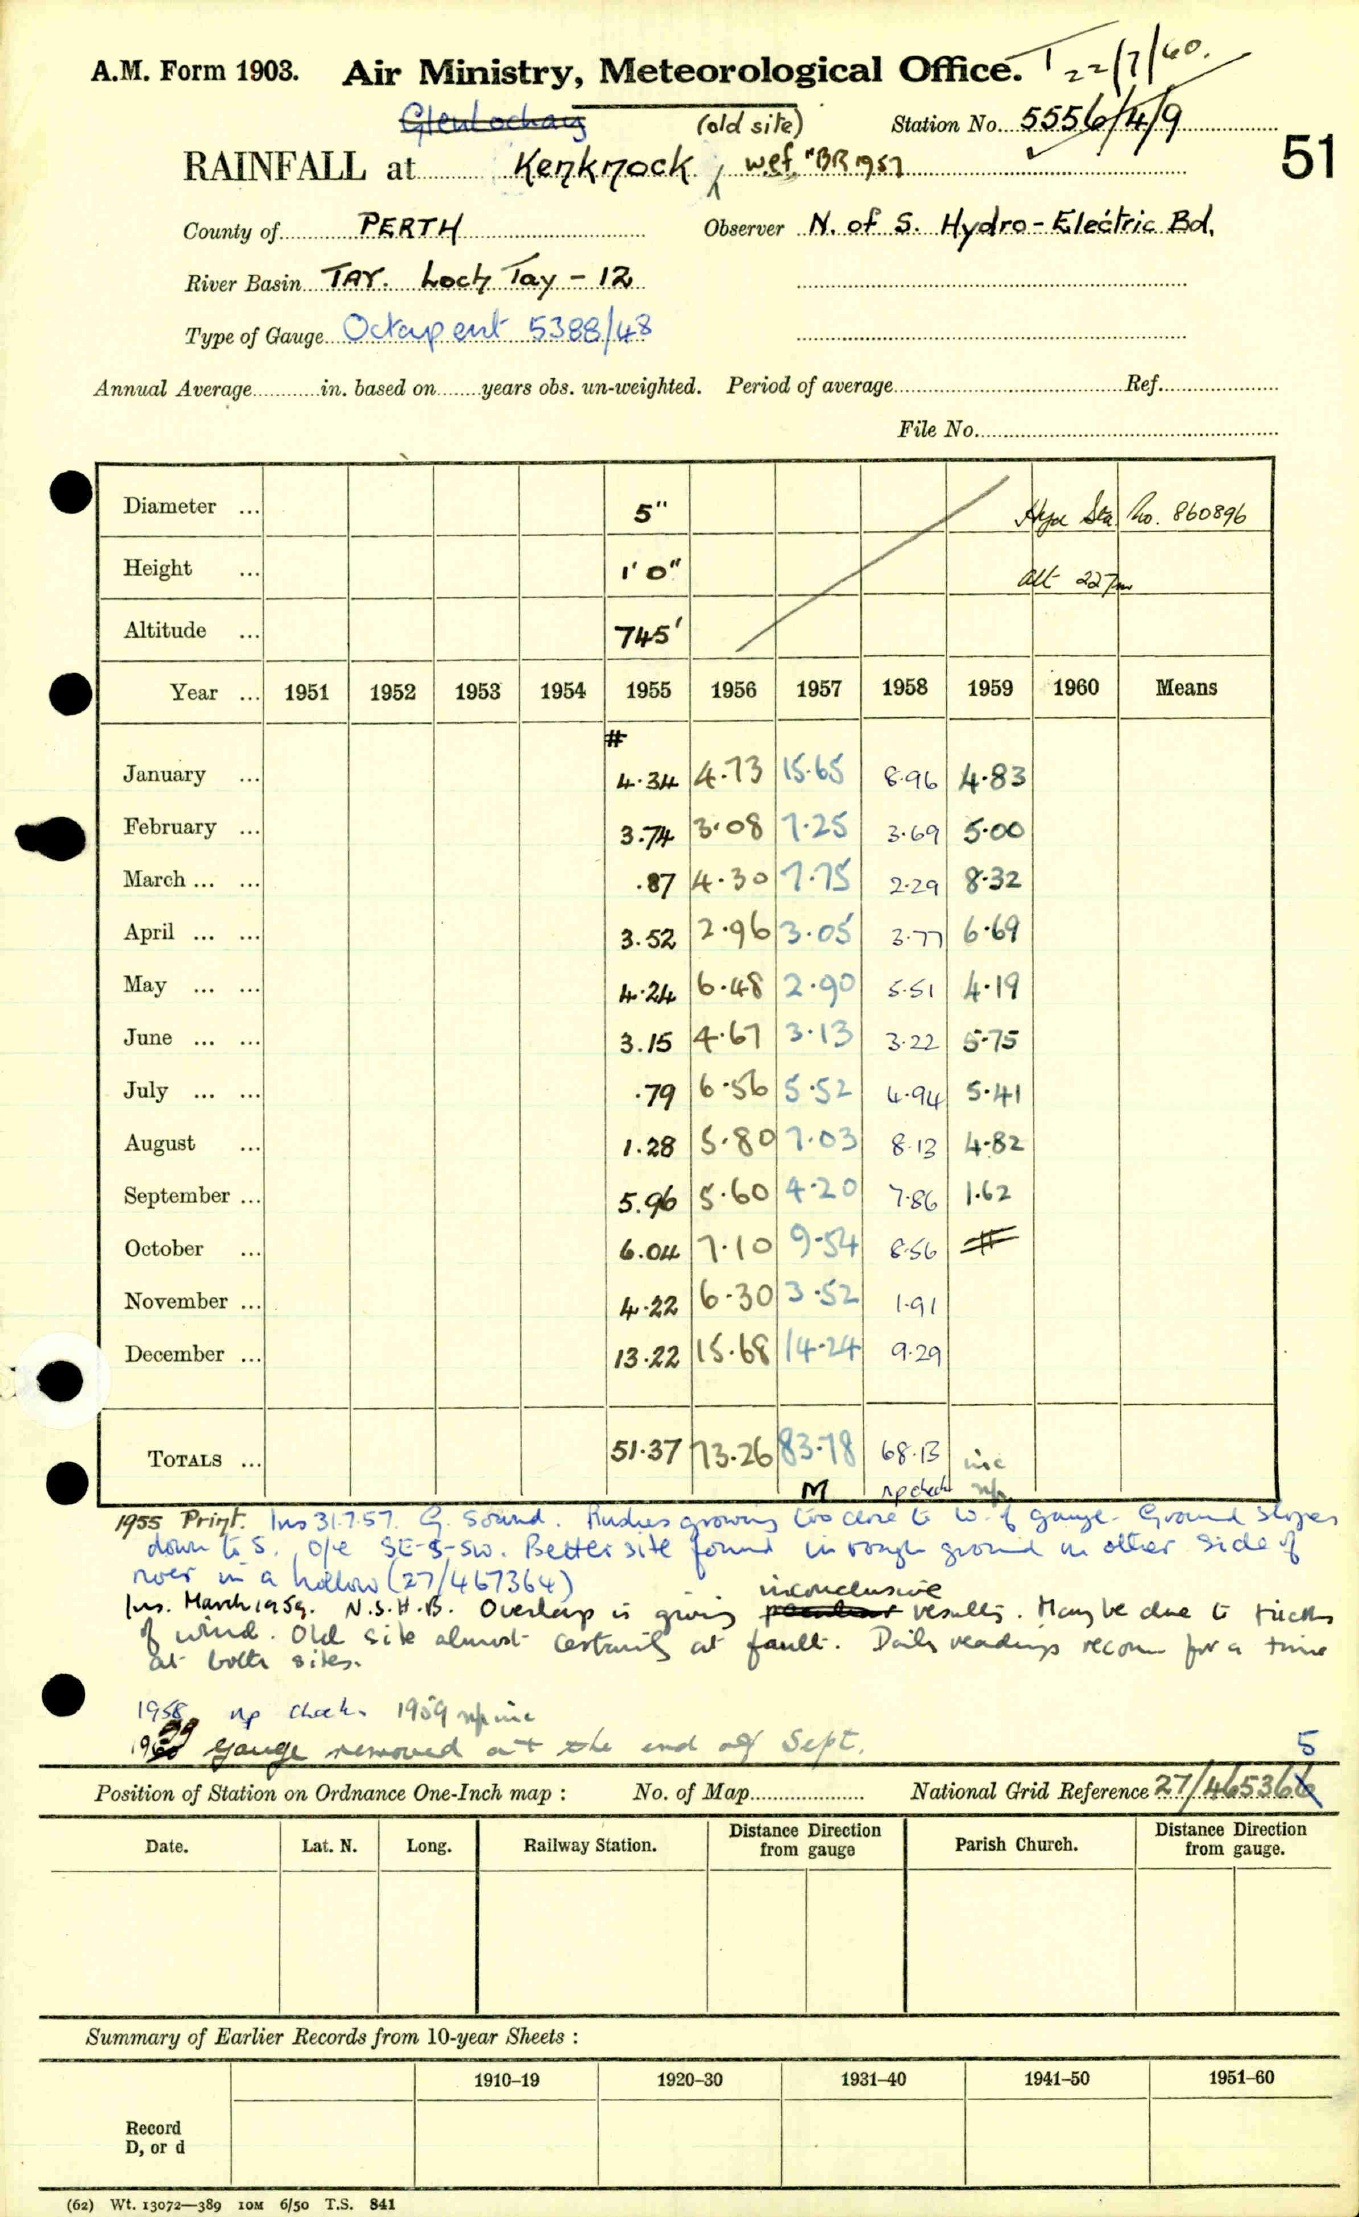 A.M. Form 1903. Air Ministry, Meteorological Office. T 22/7/60.
Glenlochay (old site) Station No. 5556/4/9
RAINFALL at Kenknock w.e.f. "BR 1957 51
County of PERTH Observer N. of S. Hydro-Electric Bd.
River Basin TAY. Loch Tay - 12
Type of Gauge Octapent 5388/48
Annual Average in. based on years obs. un-weighted. Period of average Ref.
File No.
Diameter ... 5" Sta. No. 860896
Height ... 1' 0" alt 227m
Altitude ... 745'
Year ... 1951 1952 1953 1954 1955 1956 1957 1958 1959 1960 Means
#
January ... 4.34 4.73 15.65 8.96 4.83
February ... 3.74 3.08 7.25 3.69 5.00
March ... ... .87 4.30 7.75 2.29 8.32
April ... ... 3.52 2.96 3.05 3.77 6.69
May ... ... 4.24 6.48 2.90 5.51 4.19
June ... ... 3.15 4.67 3.13 3.22 5.75
July ... ... .79 6.56 5.52 4.94 5.41
August ... 1.28 5.80 7.03 8.13 4.82
September ... 5.96 5.60 4.20 7.86 1.62
October ... 6.04 7.10 9.54 8.56 #
November ... 4.22 6.30 3.52 1.91
December ... 13.22 15.68 14.24 9.29
TOTALS ... 51.37 73.26 83.78 68.13 inc
M np check np.
1955 Print. Ins 31.7.57. G. Sound. Rushes growing too close to W. of gauge. Ground slopes
down to S. O/e SE-S-SW. Better site found in rough ground on other side of
river in a hollow (27/467364)
Ins. March 1959. N.S.H.B. Overlap is giving inconclusive results. May be due to tricks
of wind. Old site almost certainly at fault. Daily readings recom for a time
at both sites.
1958 np check 1959 np inc
1959 Gauge removed at the end of Sept.
5
Position of Station on Ordnance One-Inch map : No. of Map National Grid Reference 27/465366
Date. Lat. N. Long. Railway Station. Distance Direction from gauge Parish Church. Distance Direction from gauge.
Summary of Earlier Records from 10-year Sheets :
1910–19 1920–30 1931–40 1941–50 1951–60
Record
D, or d
(62) Wt. 13072—389 10M 6/50 T.S. 841